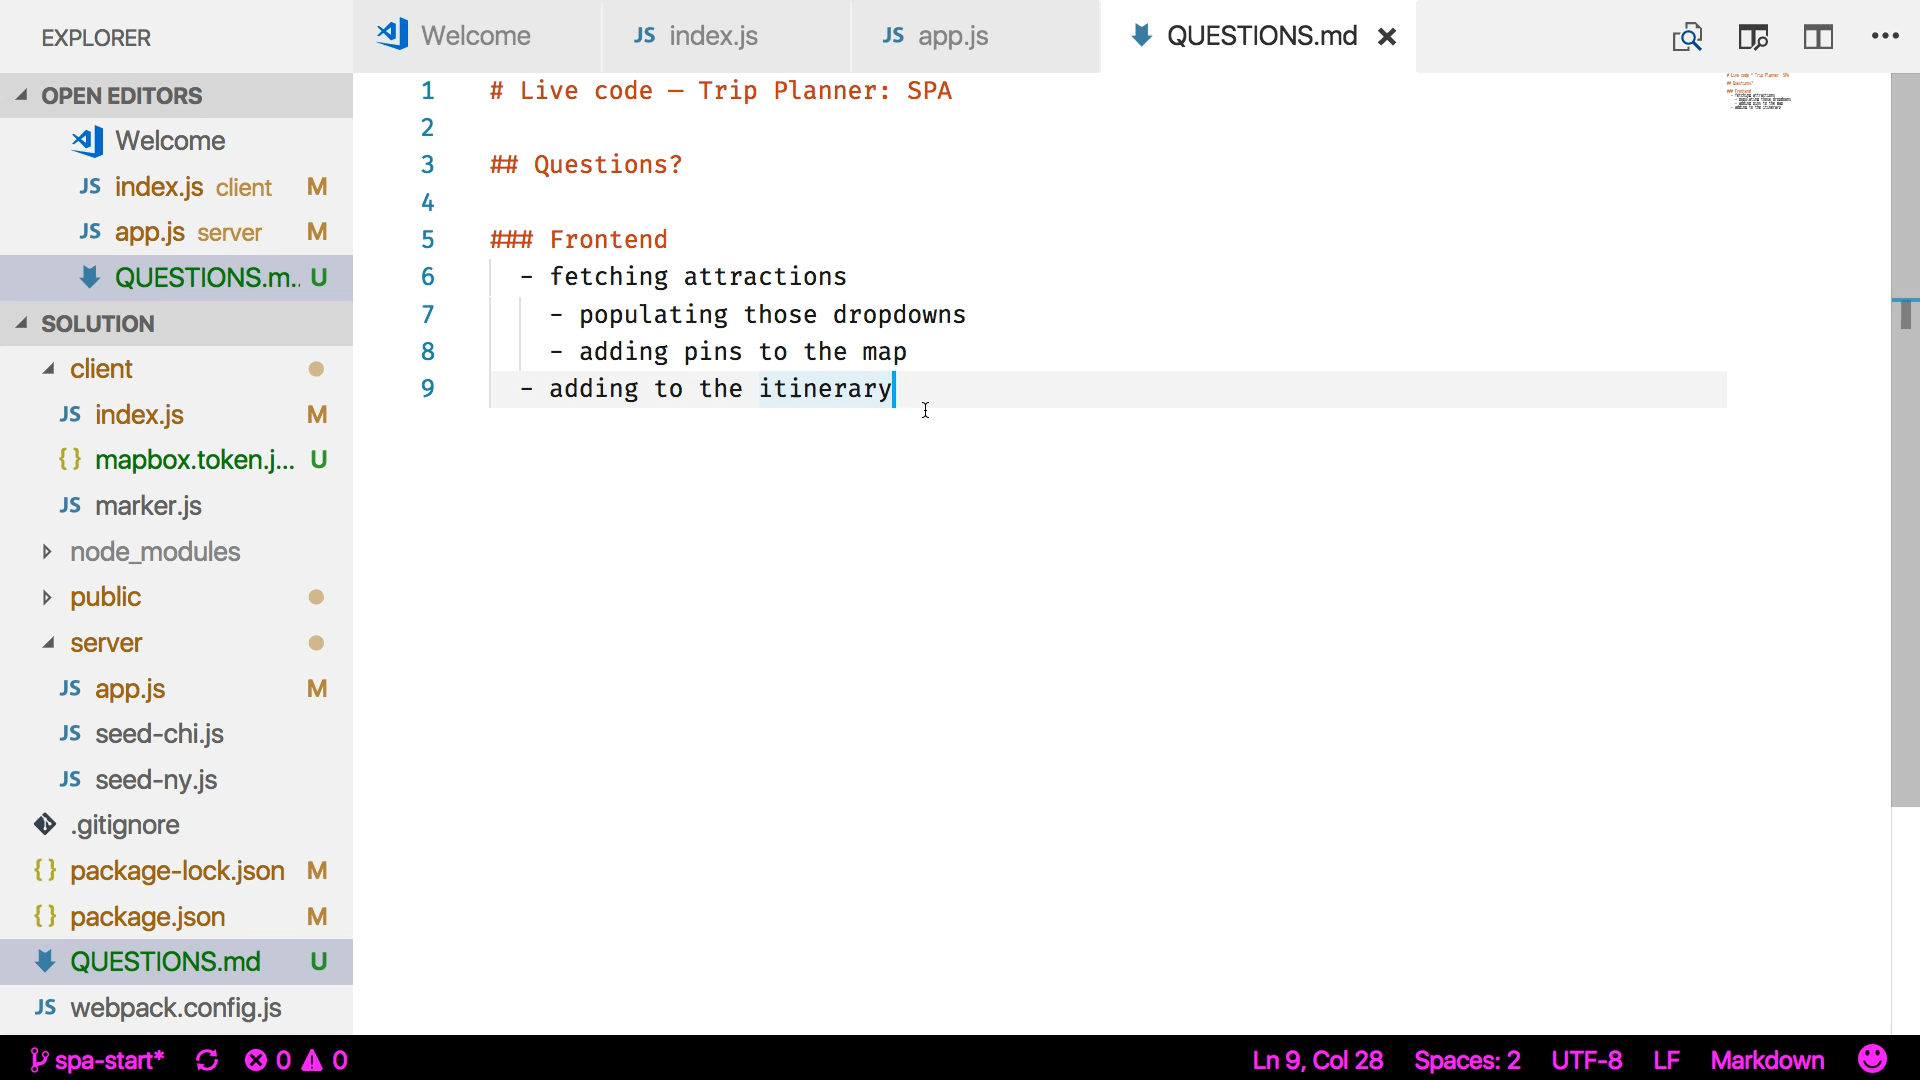 EXPLORER
Welcome
JS index.js
JS app.js
QUESTIONS.md
OPEN EDITORS
Welcome
JS index.js client M
JS app.js server M
QUESTIONS.m.. U
SOLUTION
client
JS index.js M
{} mapbox.token.j... U
JS marker.js
node_modules
public
server
JS app.js M
JS seed-chi.js
JS seed-ny.js
.gitignore
{} package-lock.json M
{} package.json M
QUESTIONS.md U
JS webpack.config.js
1 # Live code — Trip Planner: SPA
2
3 ## Questions?
4
5 ### Frontend
6 - fetching attractions
7 - populating those dropdowns
8 - adding pins to the map
9 - adding to the itinerary
spa-start* 0 0 Ln 9, Col 28 Spaces: 2 UTF-8 LF Markdown